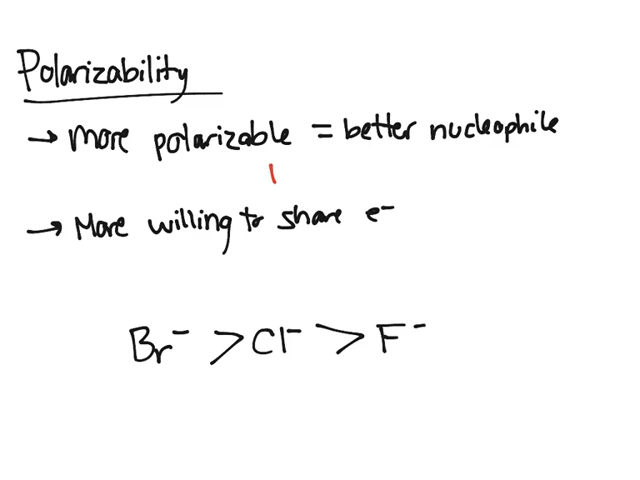 Polarizability
→ more polarizable = better nucleophile
→ More willing to share e⁻
Br⁻ > Cl⁻ > F⁻